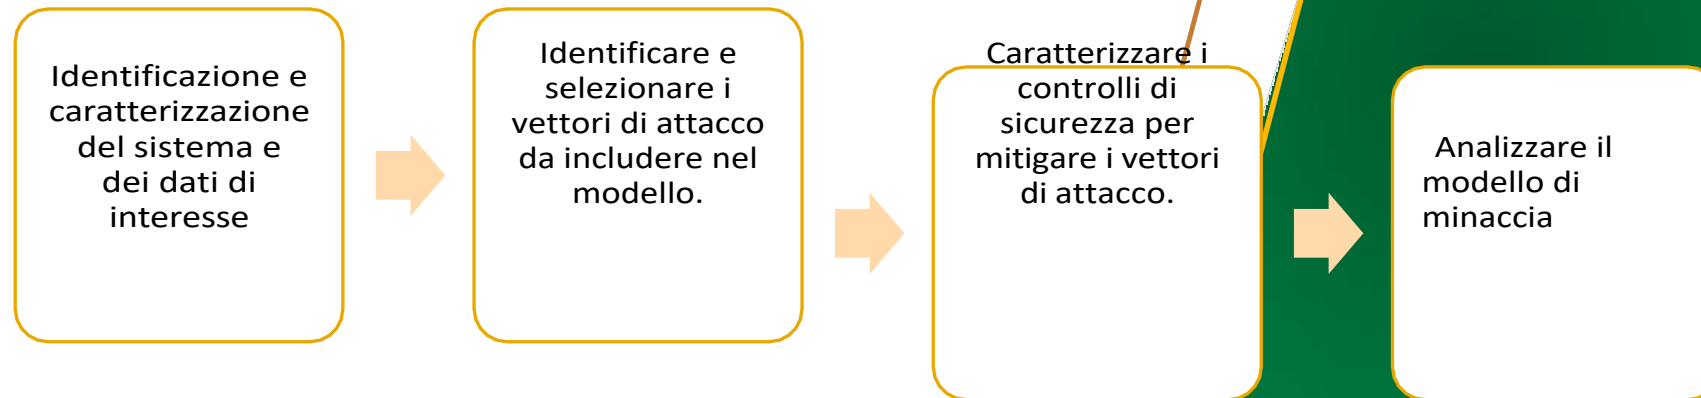 Identificazione e
caratterizzazione
del sistema e
dei dati di
interesse
Identificare e
selezionare i
vettori di attacco
da includere nel
modello.
Caratterizzare i
controlli di
sicurezza per
mitigare i vettori
di attacco.
Analizzare il
modello di
minaccia